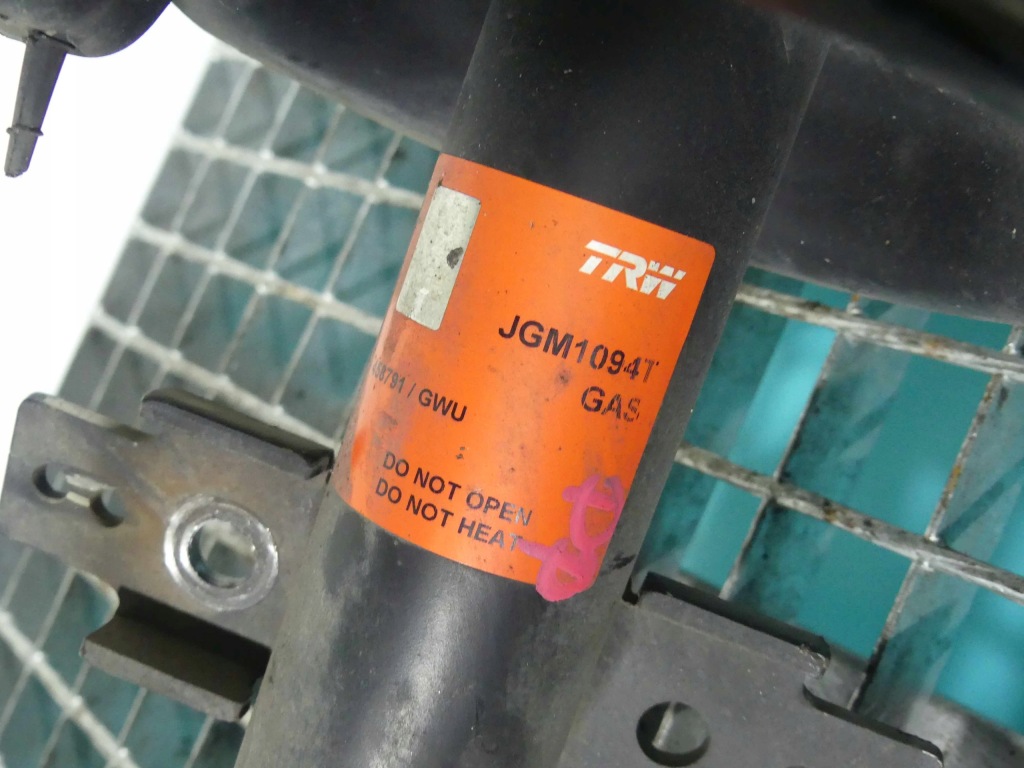 TRW
JGM1094T
GAS
/ GWU
DO NOT OPEN
DO NOT HEAT